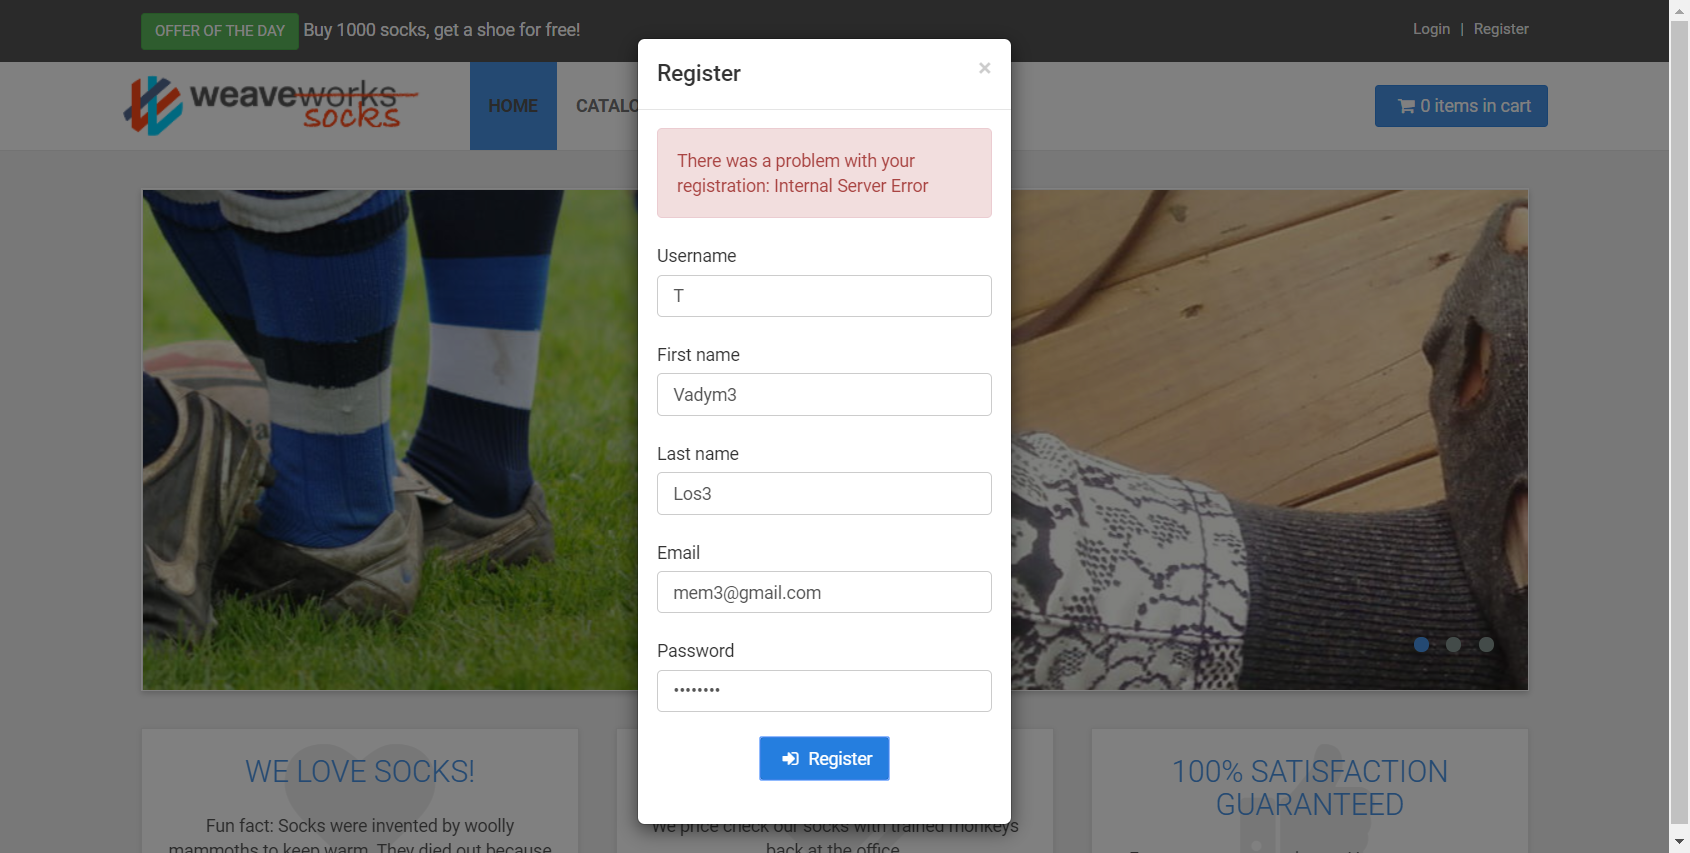 OFFER OF THE DAY Buy 1000 socks, get a shoe for free!
Login | Register
weaveworks
socks
HOME
CATALO
0 items in cart
Register
×
There was a problem with your
registration: Internal Server Error
Username
T
First name
Vadym3
Last name
Los3
Email
mem3@gmail.com
Password
••••••••
Register
WE LOVE SOCKS!
Fun fact: Socks were invented by woolly
mammoths to keep warm. They died out because
We price check our socks with trained monkeys
back at the office
100% SATISFACTION
GUARANTEED